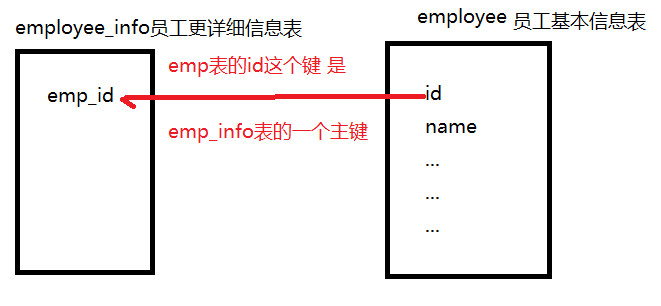 employee_info员工更详细信息表
employee 员工基本信息表
emp表的id这个键 是
emp_id
id
emp_info表的一个主键
name
...
...
...